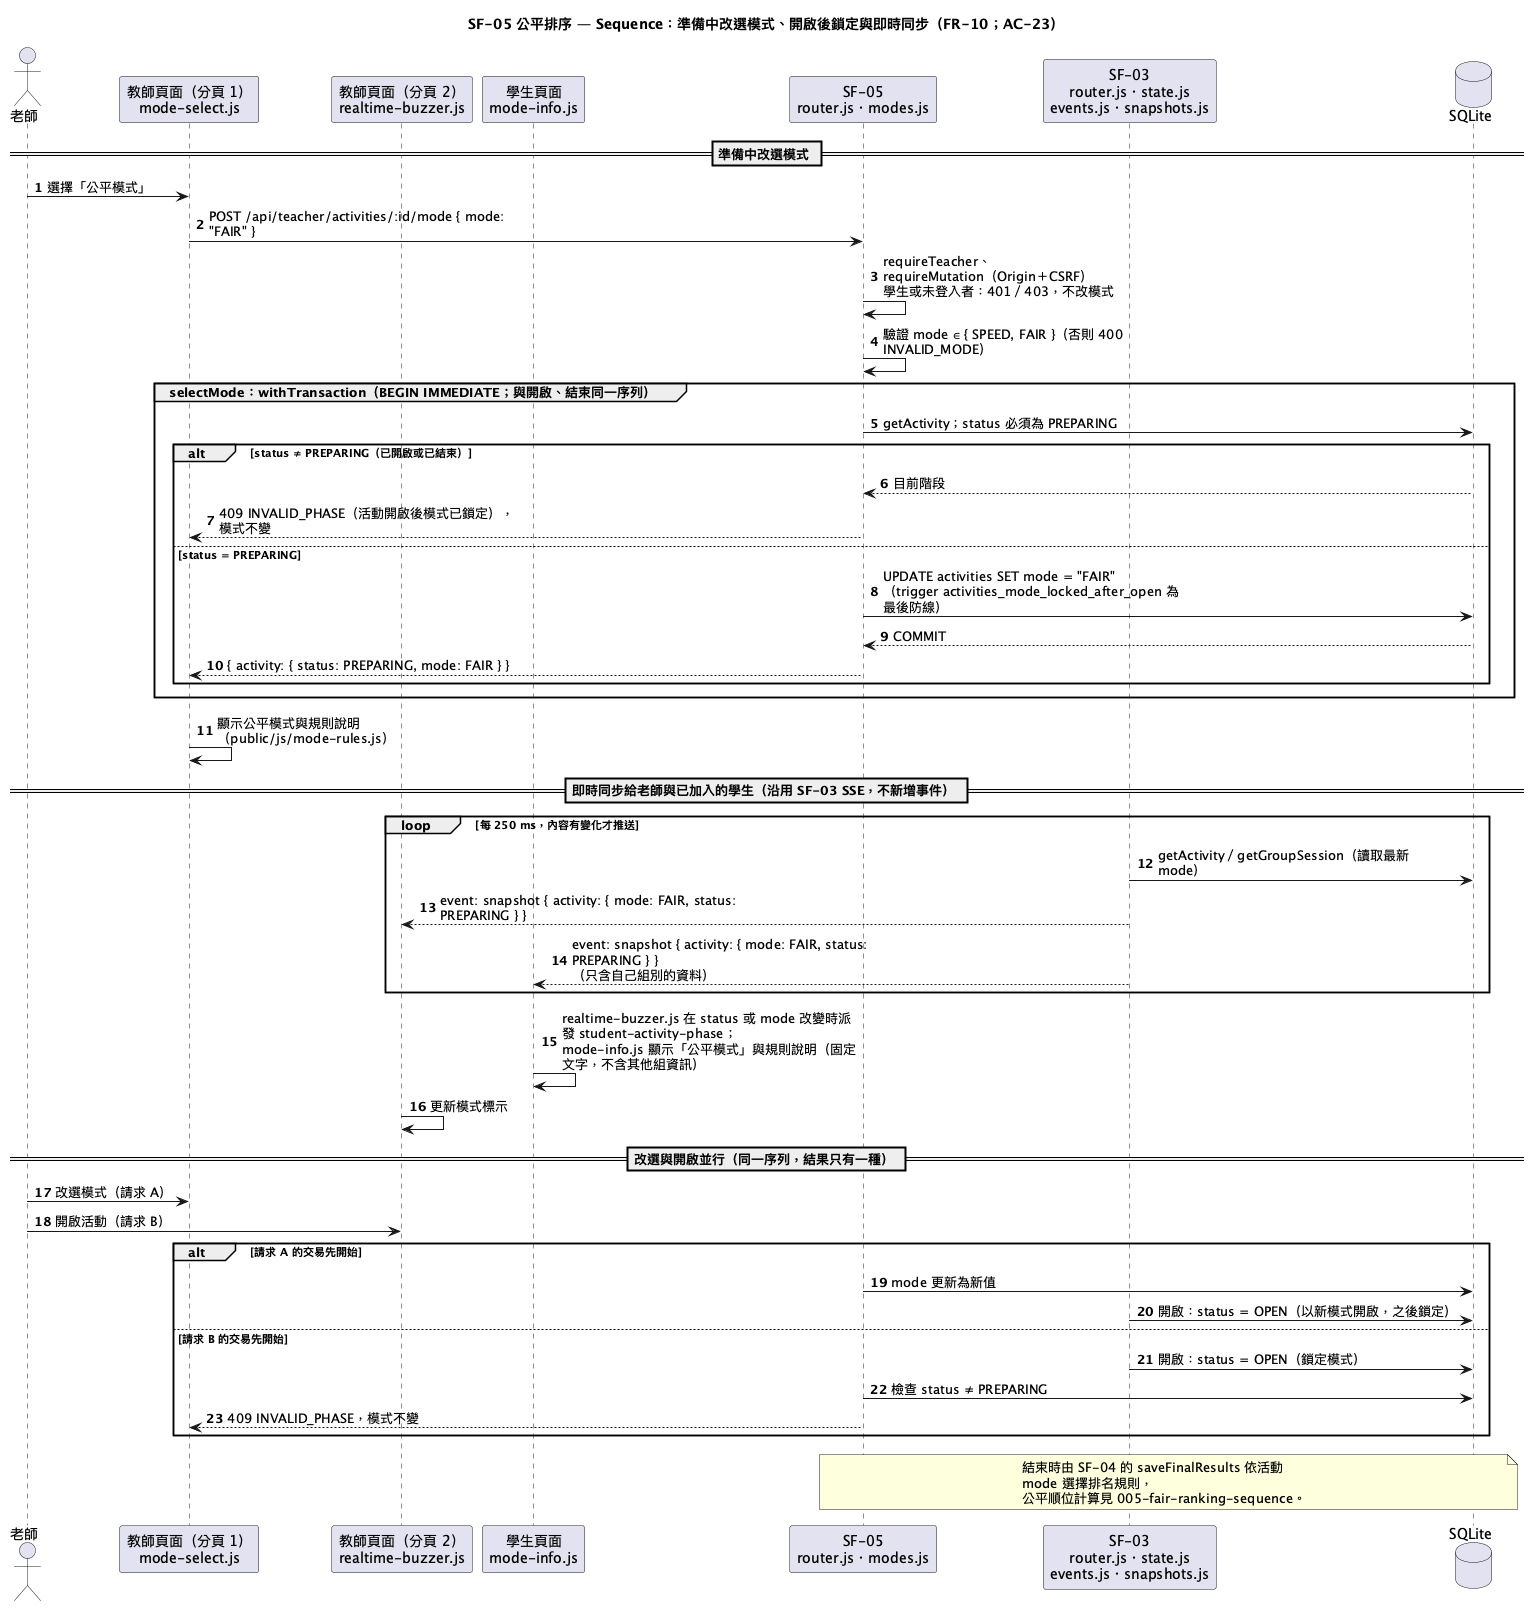 SF-05 公平排序 — Sequence：準備中改選模式、開啟後鎖定與即時同步（FR-10；AC-23）
老師
教師頁面（分頁 1）
mode-select.js
教師頁面（分頁 2）
realtime-buzzer.js
學生頁面
mode-info.js
SF-05
router.js · modes.js
SF-03
router.js · state.js
events.js · snapshots.js
SQLite
準備中改選模式
1 選擇「公平模式」
2 POST /api/teacher/activities/:id/mode { mode:
"FAIR" }
3 requireTeacher、
requireMutation（Origin＋CSRF）
學生或未登入者：401 / 403，不改模式
4 驗證 mode ∈ { SPEED, FAIR }（否則 400
INVALID_MODE）
selectMode：withTransaction（BEGIN IMMEDIATE；與開啟、結束同一序列）
5 getActivity；status 必須為 PREPARING
alt [status ≠ PREPARING（已開啟或已結束）]
6 目前階段
7 409 INVALID_PHASE（活動開啟後模式已鎖定），
模式不變
[status = PREPARING]
8 UPDATE activities SET mode = "FAIR"
（trigger activities_mode_locked_after_open 為
最後防線）
9 COMMIT
10 { activity: { status: PREPARING, mode: FAIR } }
11 顯示公平模式與規則說明
（public/js/mode-rules.js）
即時同步給老師與已加入的學生（沿用 SF-03 SSE，不新增事件）
loop [每 250 ms，內容有變化才推送]
12 getActivity / getGroupSession（讀取最新
mode）
13 event: snapshot { activity: { mode: FAIR, status:
PREPARING } }
14 event: snapshot { activity: { mode: FAIR, status:
PREPARING } }
（只含自己組別的資料）
15 realtime-buzzer.js 在 status 或 mode 改變時派
發 student-activity-phase；
mode-info.js 顯示「公平模式」與規則說明（固定
文字，不含其他組資訊）
16 更新模式標示
改選與開啟並行（同一序列，結果只有一種）
17 改選模式（請求 A）
18 開啟活動（請求 B）
alt [請求 A 的交易先開始]
19 mode 更新為新值
20 開啟：status = OPEN（以新模式開啟，之後鎖定）
[請求 B 的交易先開始]
21 開啟：status = OPEN（鎖定模式）
22 檢查 status ≠ PREPARING
23 409 INVALID_PHASE，模式不變
結束時由 SF-04 的 saveFinalResults 依活動
mode 選擇排名規則，
公平順位計算見 005-fair-ranking-sequence。
老師
教師頁面（分頁 1）
mode-select.js
教師頁面（分頁 2）
realtime-buzzer.js
學生頁面
mode-info.js
SF-05
router.js · modes.js
SF-03
router.js · state.js
events.js · snapshots.js
SQLite